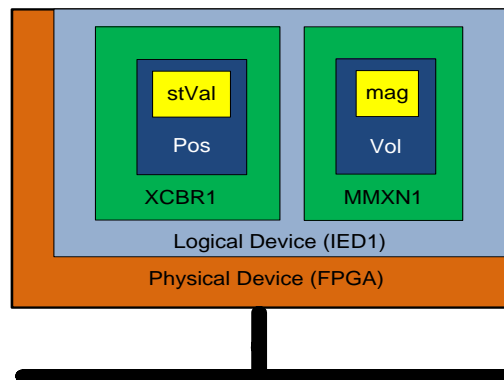 stVal
mag
Pos
Vol
XCBR1
MMXN1
Logical Device (IED1)
Physical Device (FPGA)